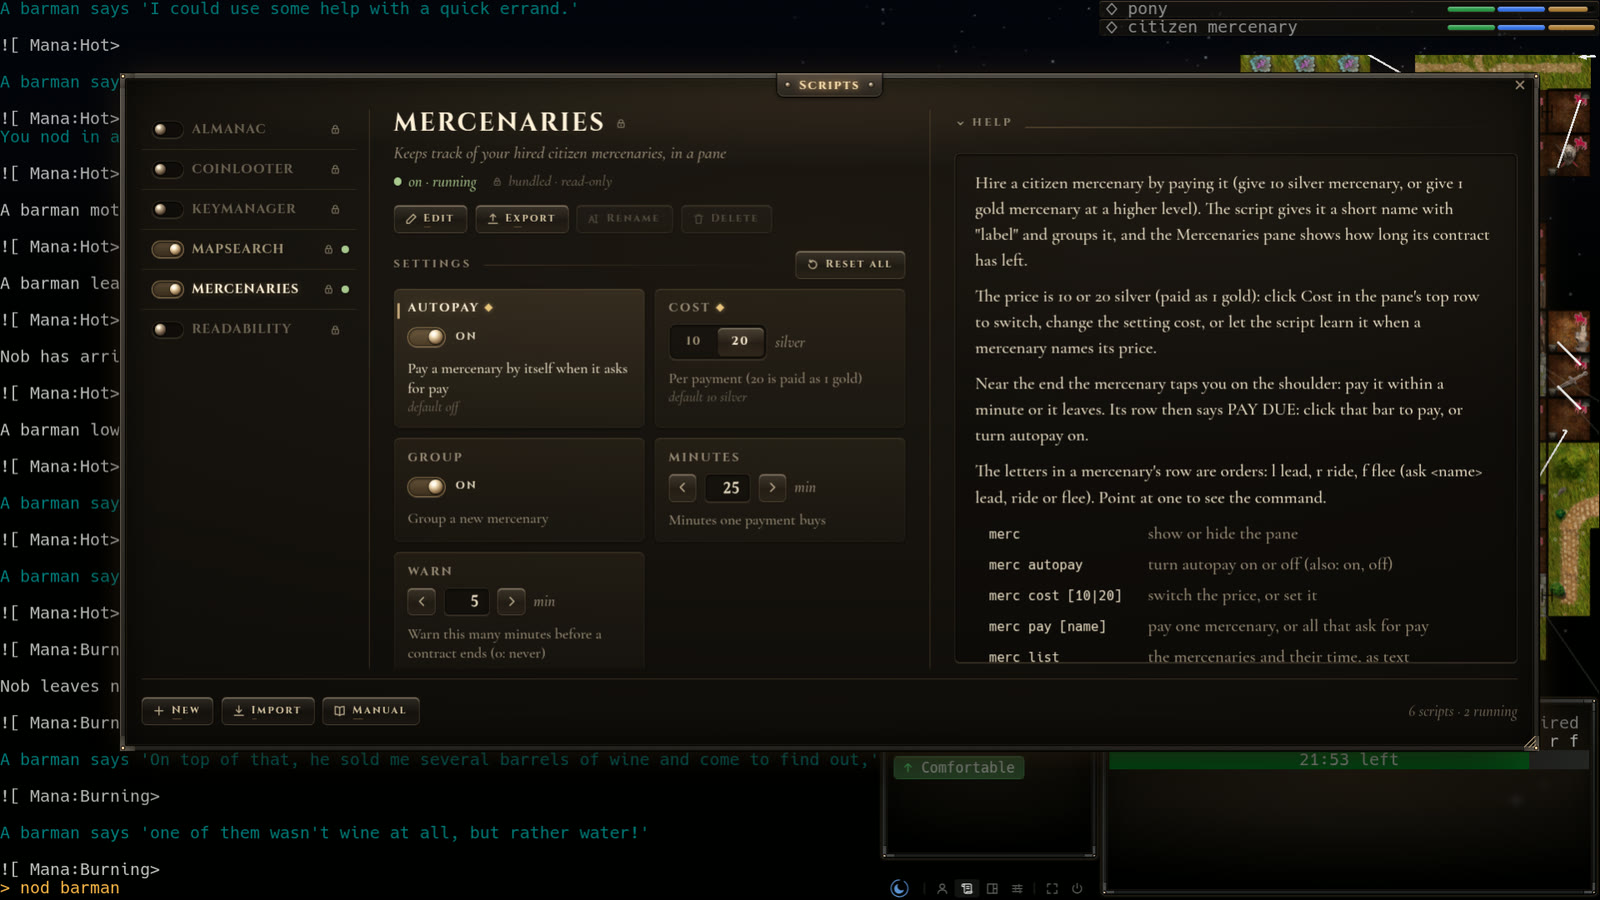 A barman says 'I could use some help with a quick errand.'
![ Mana:Hot>
A barman say
![ Mana:Hot>
You nod in a
![ Mana:Hot>
A barman mot
![ Mana:Hot>
A barman lea
![ Mana:Hot>
Nob has arri
![ Mana:Hot>
A barman low
![ Mana:Hot>
A barman say
![ Mana:Hot>
A barman say
![ Mana:Hot>
![ Mana:Burn
Nob leaves n
![ Mana:Burn
A barman says 'On top of that, he sold me several barrels of wine and come to find out,'
![ Mana:Burning>
A barman says 'one of them wasn't wine at all, but rather water!'
![ Mana:Burning>
> nod barman
pony
citizen mercenary
SCRIPTS
ALMANAC
COINLOOTER
KEYMANAGER
MAPSEARCH
MERCENARIES
READABILITY
MERCENARIES
Keeps track of your hired citizen mercenaries, in a pane
on · running bundled · read-only
EDIT EXPORT RENAME DELETE
SETTINGS RESET ALL
AUTOPAY
ON
Pay a mercenary by itself when it asks
for pay
default off
COST
10 20 silver
Per payment (20 is paid as 1 gold)
default 10 silver
GROUP
ON
Group a new mercenary
MINUTES
25 min
Minutes one payment buys
WARN
5 min
Warn this many minutes before a
contract ends (0: never)
HELP
Hire a citizen mercenary by paying it (give 10 silver mercenary, or give 1
gold mercenary at a higher level). The script gives it a short name with
"label" and groups it, and the Mercenaries pane shows how long its contract
has left.
The price is 10 or 20 silver (paid as 1 gold): click Cost in the pane's top row
to switch, change the setting cost, or let the script learn it when a
mercenary names its price.
Near the end the mercenary taps you on the shoulder: pay it within a
minute or it leaves. Its row then says PAY DUE: click that bar to pay, or
turn autopay on.
The letters in a mercenary's row are orders: l lead, r ride, f flee (ask <name>
lead, ride or flee). Point at one to see the command.
merc show or hide the pane
merc autopay turn autopay on or off (also: on, off)
merc cost [10|20] switch the price, or set it
merc pay [name] pay one mercenary, or all that ask for pay
merc list the mercenaries and their time, as text
NEW IMPORT MANUAL
6 scripts · 2 running
ired
r f
Comfortable
21:53 left